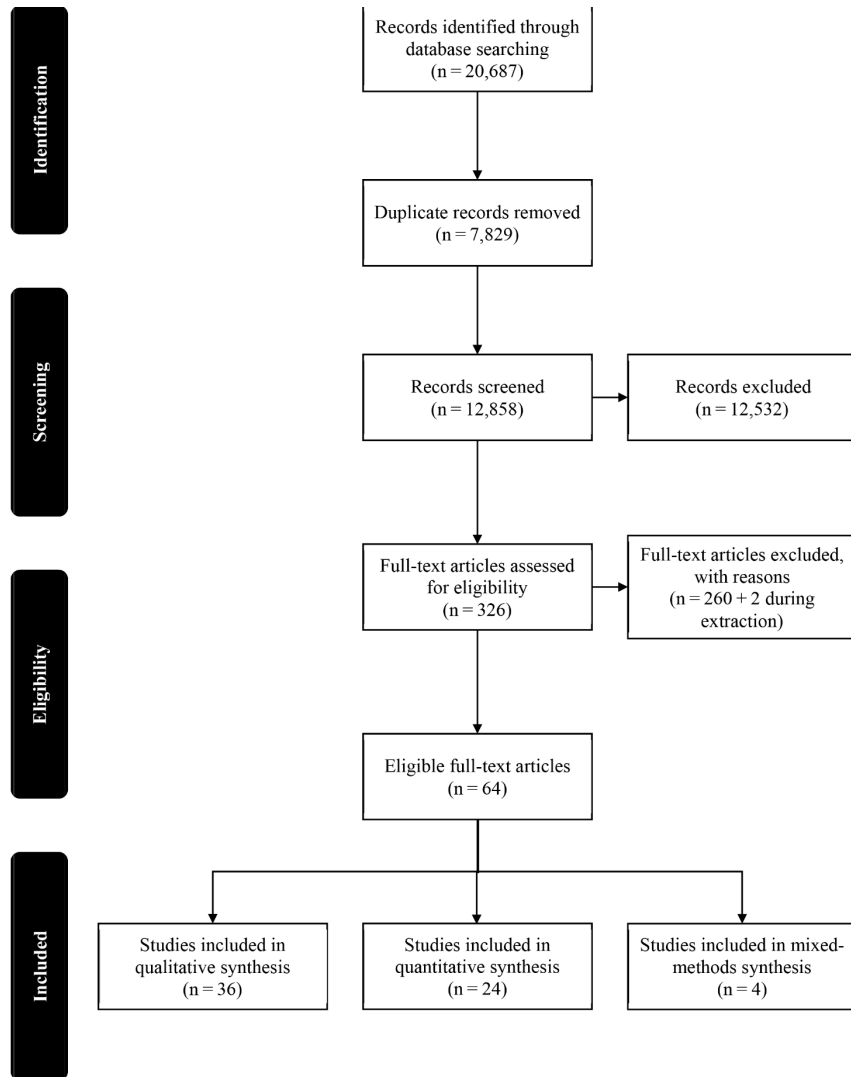 Identification
Records identified through
database searching
(n = 20,687)
Duplicate records removed
(n = 7,829)
Screening
Records screened
(n = 12,858)
Records excluded
(n = 12,532)
Eligibility
Full-text articles assessed
for eligibility
(n = 326)
Full-text articles excluded,
with reasons
(n = 260 + 2 during
extraction)
Eligible full-text articles
(n = 64)
Included
Studies included in
qualitative synthesis
(n = 36)
Studies included in
quantitative synthesis
(n = 24)
Studies included in mixed-
methods synthesis
(n = 4)